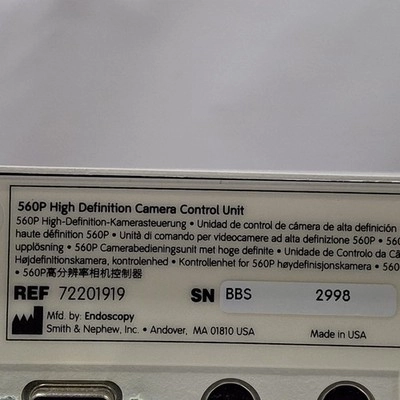 560P High Definition Camera Control Unit
560P High-Definition-Kamerasteuerung • Unidad de control de cámera de alta definición
haute définition 560P • Unità di comando per videocamere ad alta definizione 560P • 560
upplösning • 560P Camerabedieningsunit met hoge definitie • Unidade de Controlo da Câ
Højdefinitionskamera, kontrolenhed • Kontrollenhet for 560P høydefinisjonskamera •
• 560P高分辨率相机控制器
REF 72201919 SN BBS 2998
Mfg. by: Endoscopy
Smith & Nephew, Inc. • Andover, MA 01810 USA Made in USA